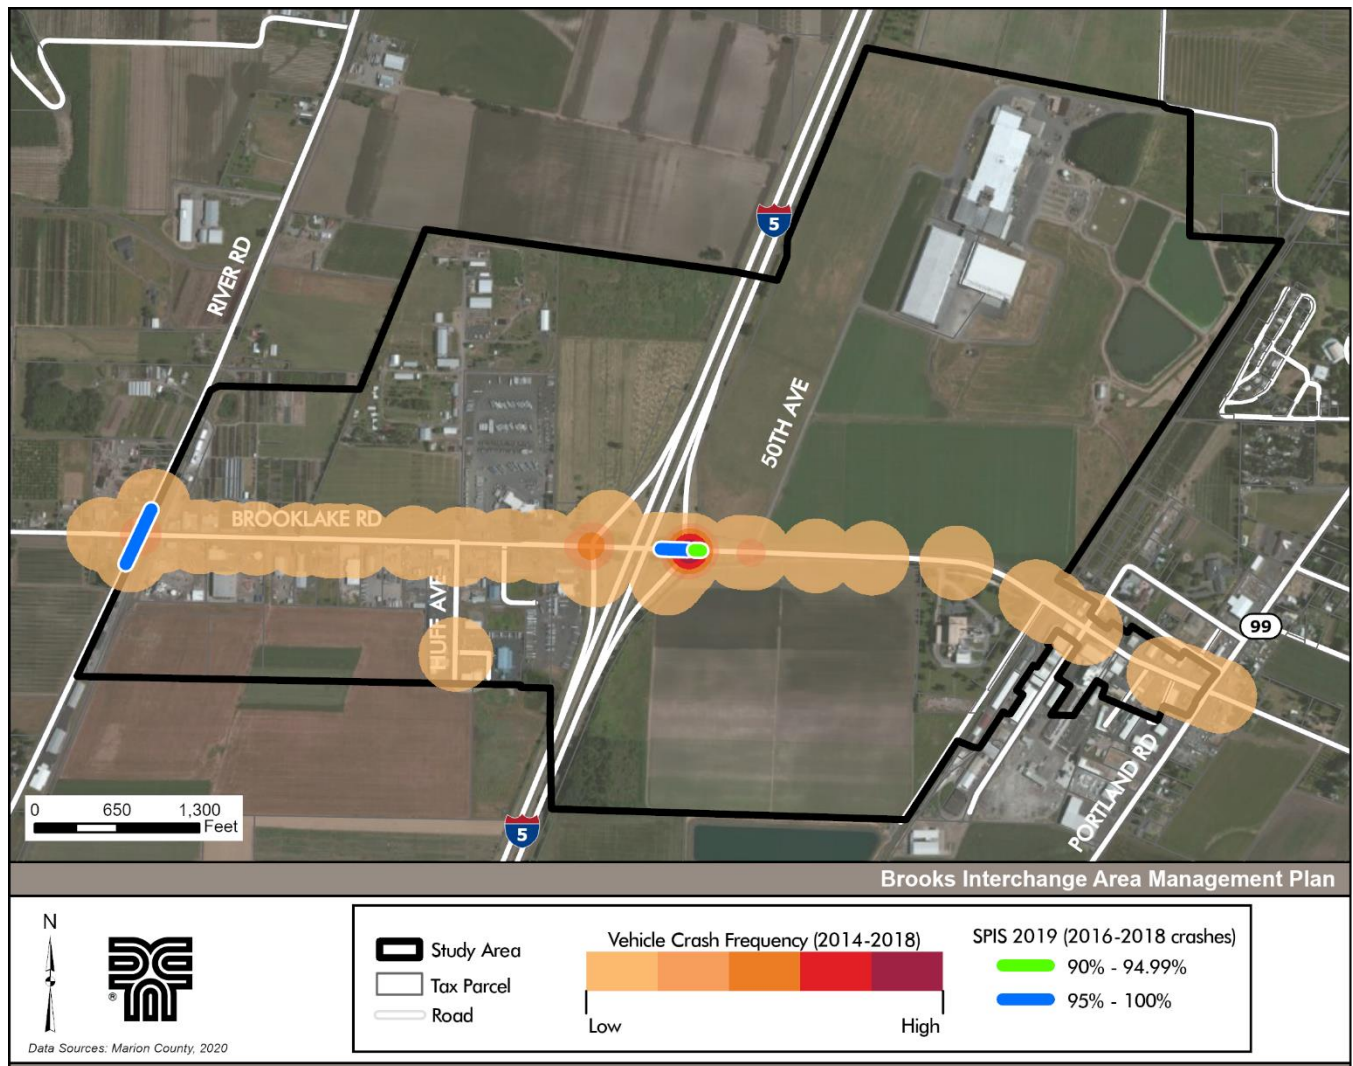 5
RIVER RD
50TH AVE
BROOKLAKE RD
HUFF AVE
99
PORTLAND RD
0 650 1,300
Feet
5
Brooks Interchange Area Management Plan
N
®
Data Sources: Marion County, 2020
Study Area
Tax Parcel
Road
Vehicle Crash Frequency (2014-2018)
Low High
SPIS 2019 (2016-2018 crashes)
90% - 94.99%
95% - 100%